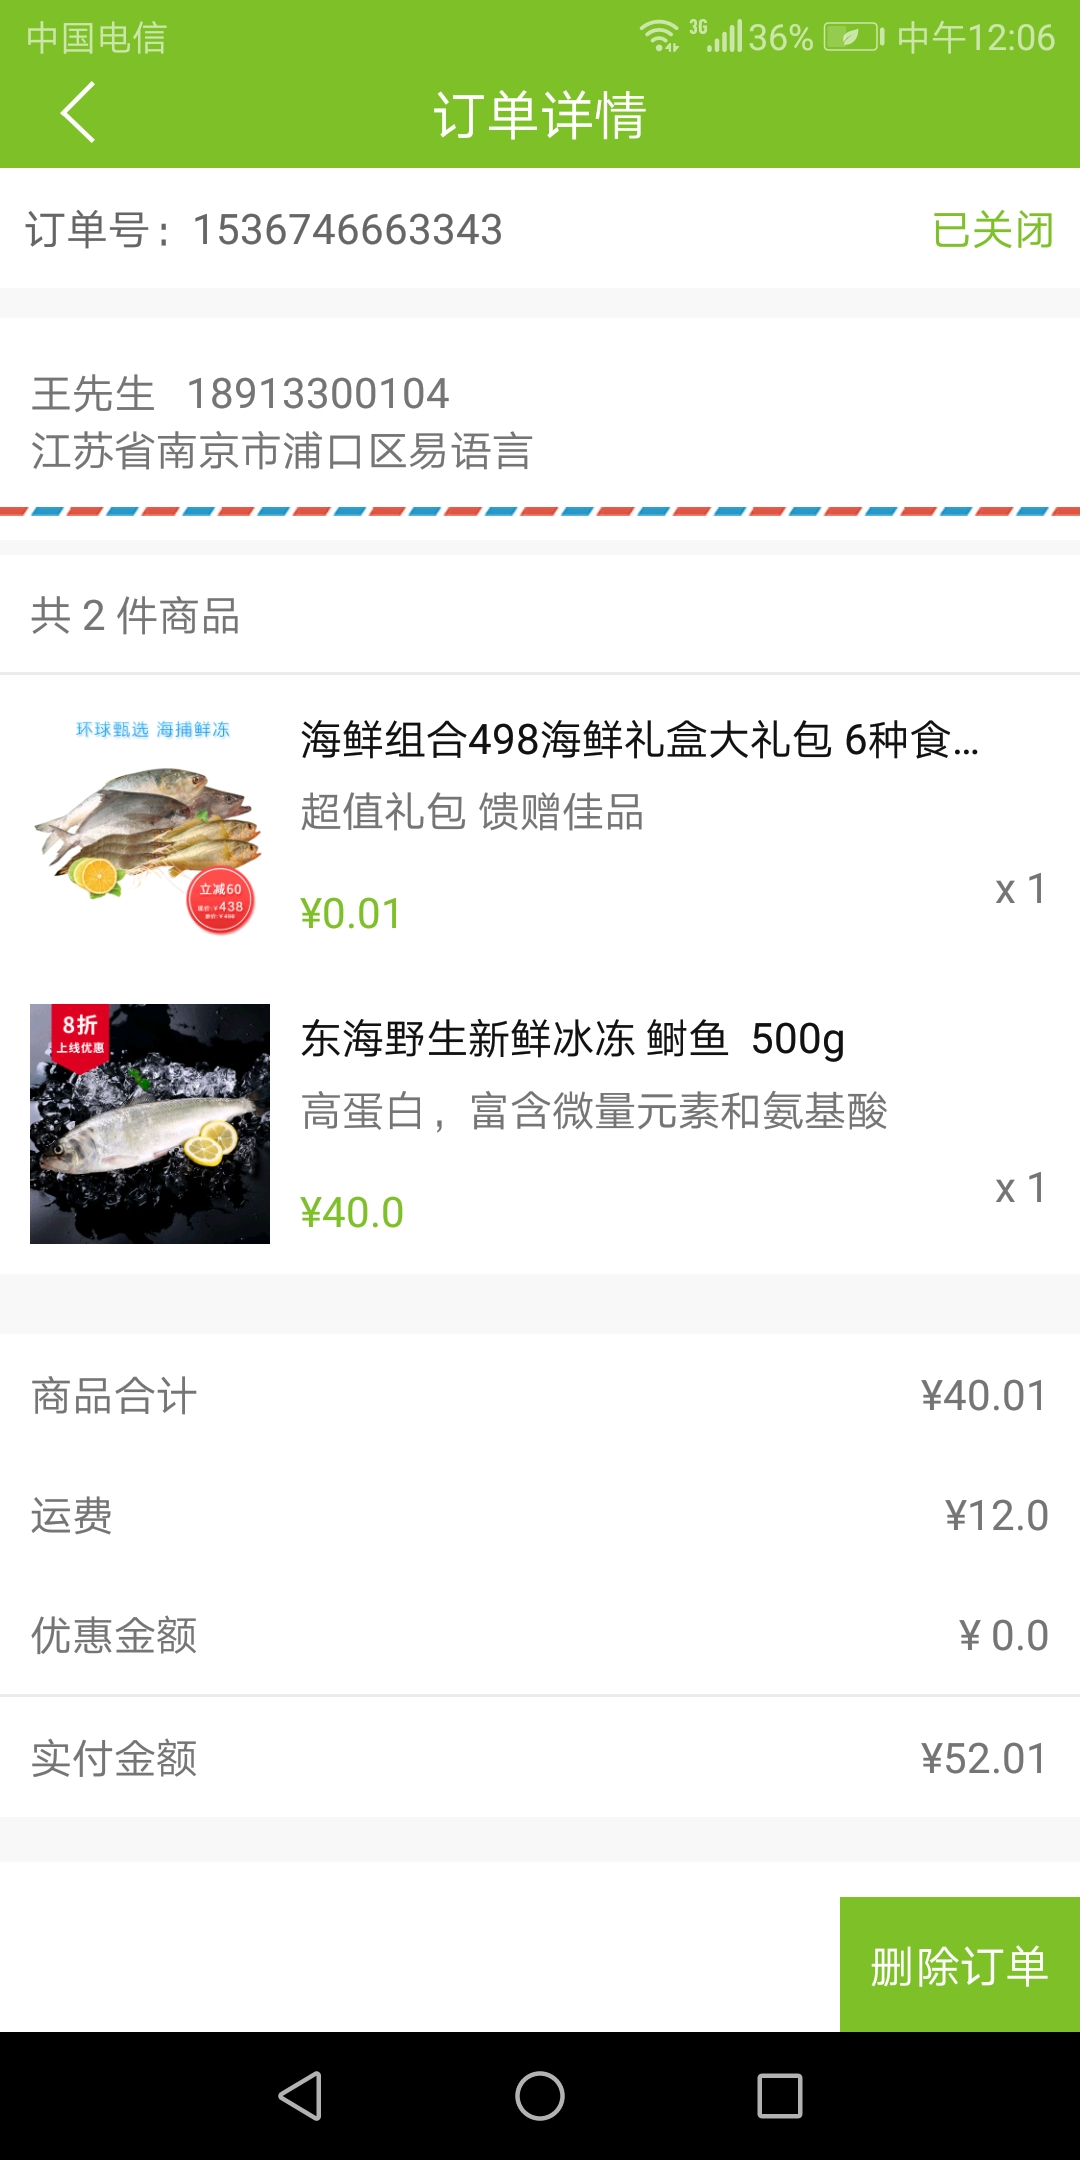 中国电信
3G 36% 中午12:06
订单详情
订单号：1536746663343
已关闭
王先生 18913300104
江苏省南京市浦口区易语言
共 2 件商品
环球甄选 海捕鲜冻
立减60
¥438
海鲜组合498海鲜礼盒大礼包 6种食...
超值礼包 馈赠佳品
¥0.01
x 1
8折
上线优惠
东海野生新鲜冰冻 鲥鱼 500g
高蛋白，富含微量元素和氨基酸
¥40.0
x 1
商品合计
¥40.01
运费
¥12.0
优惠金额
¥ 0.0
实付金额
¥52.01
删除订单